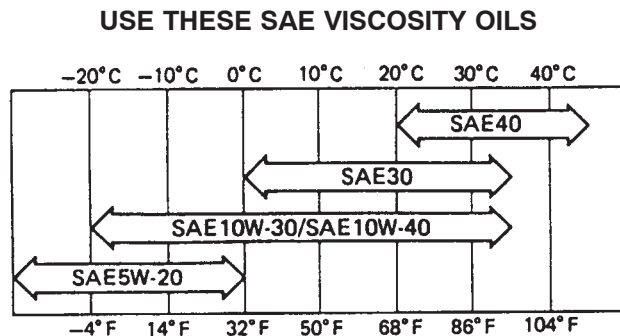 USE THESE SAE VISCOSITY OILS
−20°C −10°C 0°C 10°C 20°C 30°C 40°C
SAE40
SAE30
SAE10W-30/SAE10W-40
SAE5W-20
−4°F 14°F 32°F 50°F 68°F 86°F 104°F